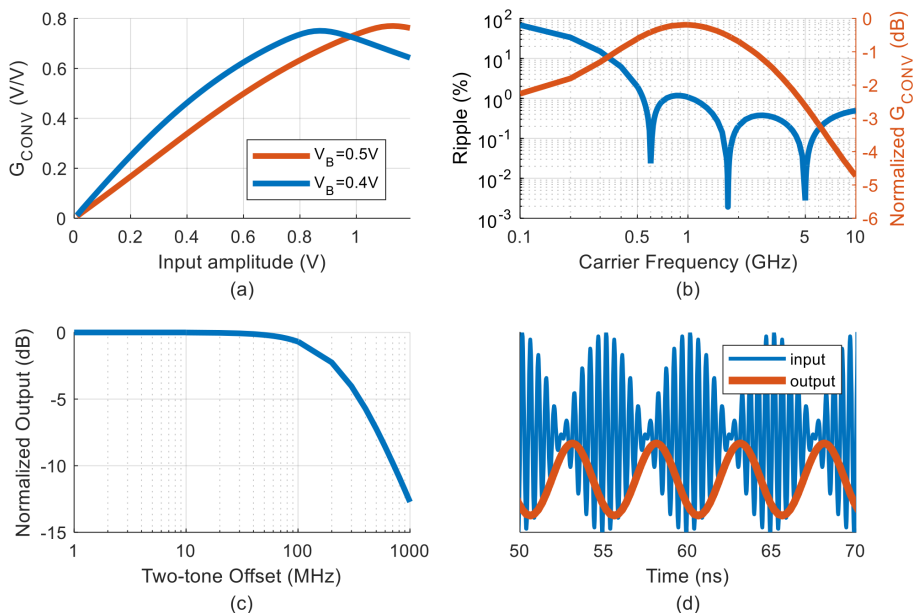 0.8
0.6
0.4
0.2
0
G_CONV (V/V)
0
0.2
0.4
0.6
0.8
1
Input amplitude (V)
V_B=0.5V
V_B=0.4V
(a)
10^2
10^1
10^0
10^-1
10^-2
10^-3
Ripple (%)
0
-1
-2
-3
-4
-5
-6
Normalized G_CONV (dB)
0.1
0.5
1
5
10
Carrier Frequency (GHz)
(b)
0
-5
-10
-15
Normalized Output (dB)
1
10
100
1000
Two-tone Offset (MHz)
(c)
input
output
50
55
60
65
70
Time (ns)
(d)